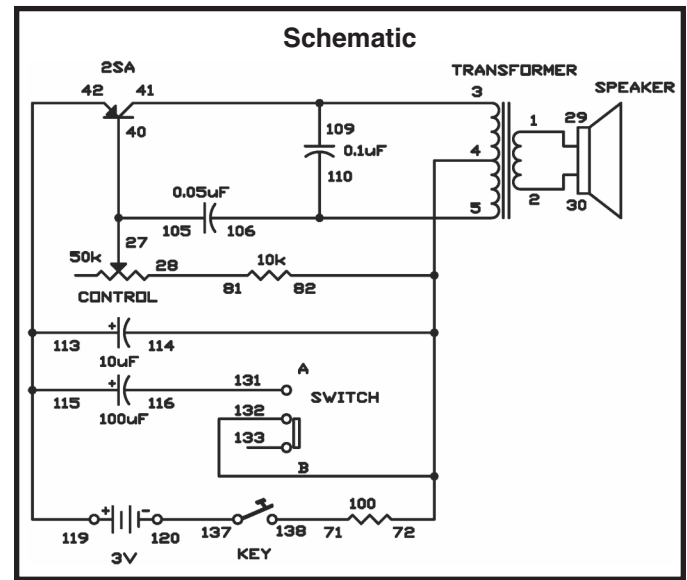 Schematic
2SA
42 41
40
TRANSFORMER
SPEAKER
3
109
0.1uF
110
4
1
29
2
30
5
0.05uF
105 106
27
50k
28
10k
81 82
CONTROL
+
113 114
10uF
+
115 116
100uF
131
A
SWITCH
132
133
B
+ -
119 120
3V
137 138
KEY
100
71 72